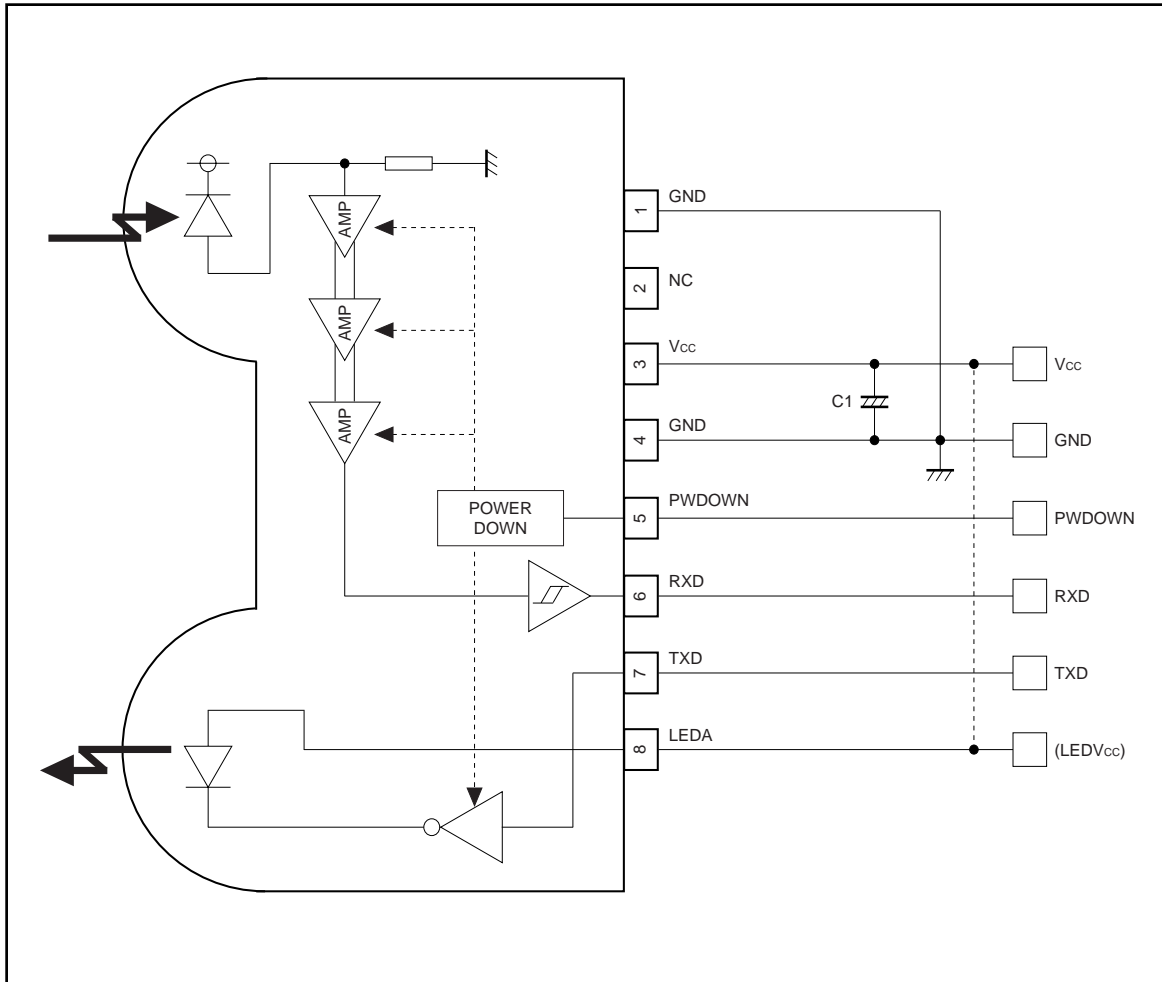 AMP
AMP
AMP
POWER
DOWN
1 GND
2 NC
3 Vcc
4 GND
5 PWDOWN
6 RXD
7 TXD
8 LEDA
C1
Vcc
GND
PWDOWN
RXD
TXD
(LEDVcc)